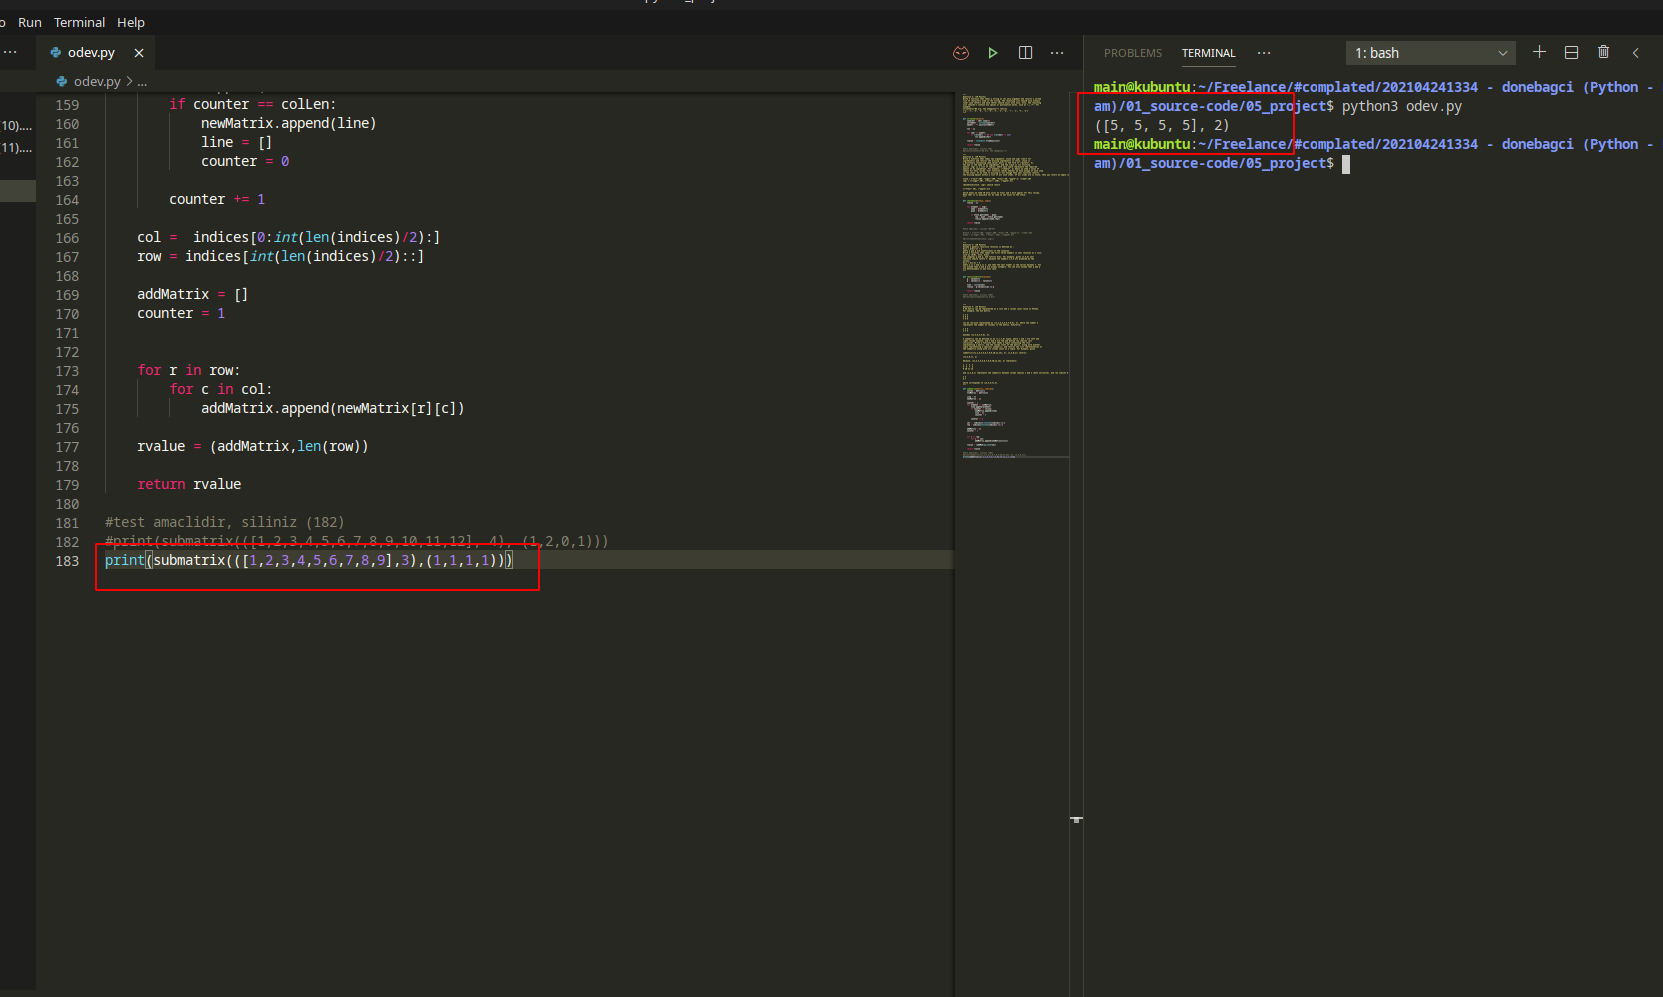 o Run Terminal Help
odev.py
odev.py > ...
(10)....
(11)....
159 if counter == colLen:
160 newMatrix.append(line)
161 line = []
162 counter = 0
163
164 counter += 1
165
166 col =  indices[0:int(len(indices)/2):]
167 row = indices[int(len(indices)/2)::]
168
169 addMatrix = []
170 counter = 1
171
172
173 for r in row:
174 for c in col:
175 addMatrix.append(newMatrix[r][c])
176
177 rvalue = (addMatrix,len(row))
178
179 return rvalue
180
181 #test amaclidir, siliniz (182)
182 #print(submatrix(([1,2,3,4,5,6,7,8,9,10,11,12], 4), (1,2,0,1)))
183 print(submatrix(([1,2,3,4,5,6,7,8,9],3),(1,1,1,1)))
PROBLEMS TERMINAL ... 1: bash
main@kubuntu:~/Freelance/#complated/202104241334 - donebagci (Python -
am)/01_source-code/05_project$ python3 odev.py
([5, 5, 5, 5], 2)
main@kubuntu:~/Freelance/#complated/202104241334 - donebagci (Python -
am)/01_source-code/05_project$